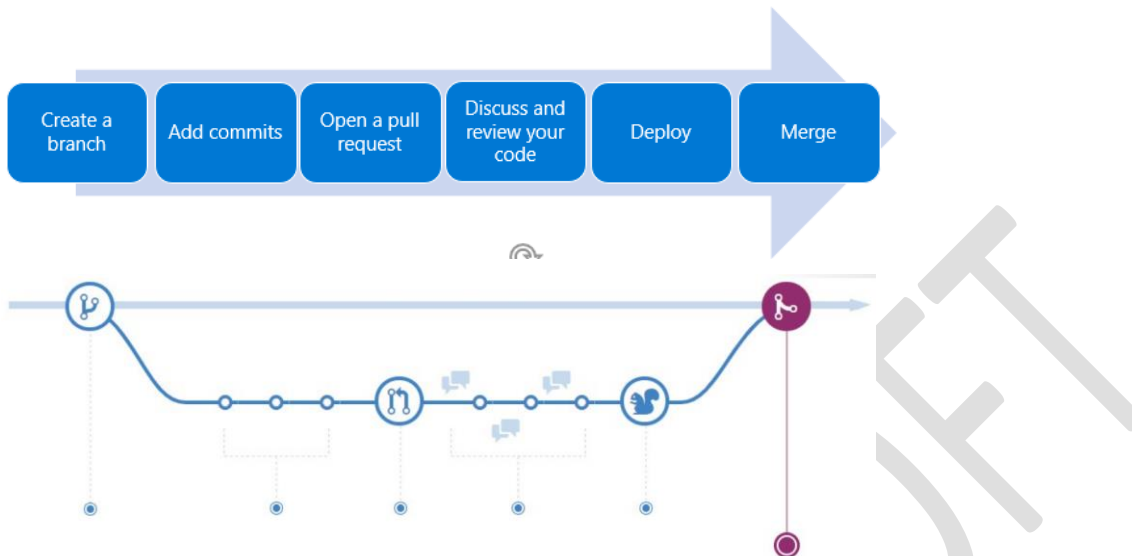 Create a
branch
Add commits
Open a pull
request
Discuss and
review your
code
Deploy
Merge